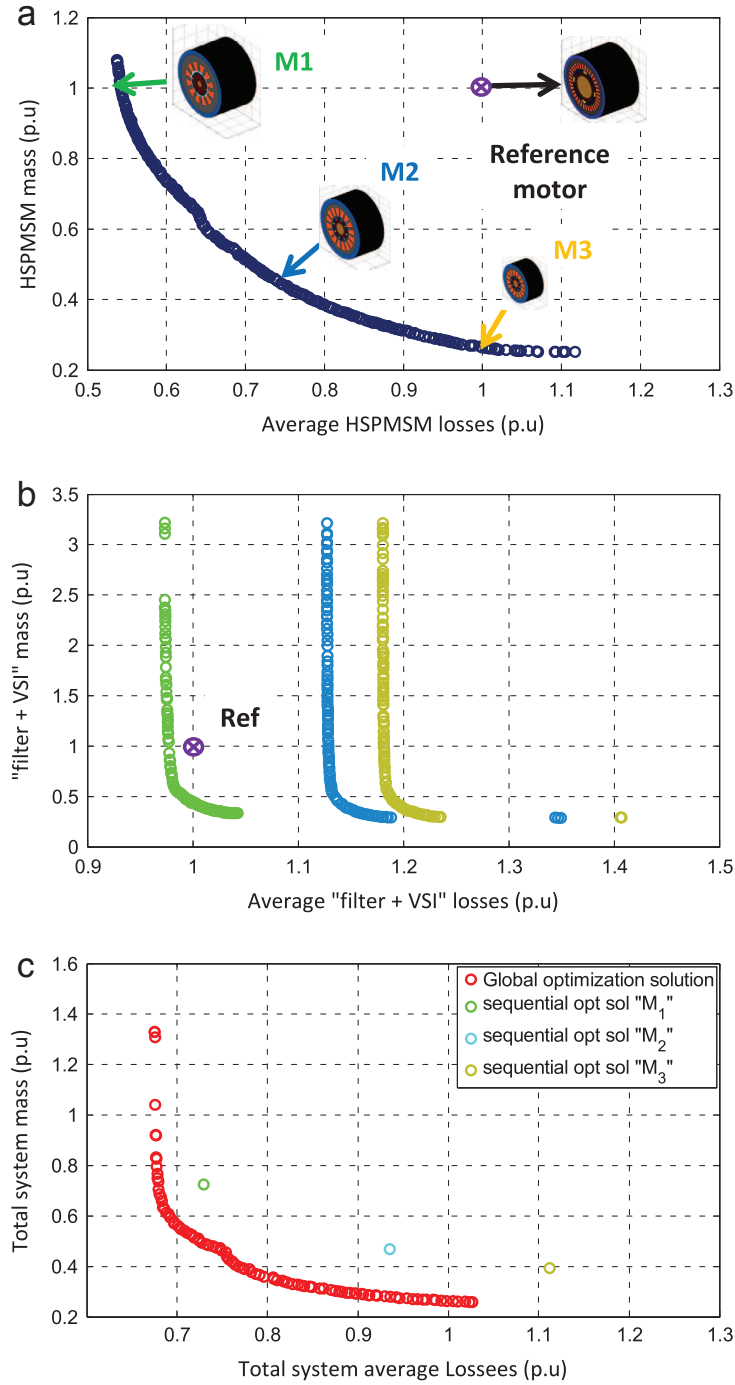 a
1.2
1
0.8
0.6
0.4
0.2
HSPMSM mass (p.u)
M1
M2
M3
Reference
motor
0.5 0.6 0.7 0.8 0.9 1 1.1 1.2 1.3
Average HSPMSM losses (p.u)
b
3.5
3
2.5
2
1.5
1
0.5
0
"filter + VSI" mass (p.u)
Ref
0.9 1 1.1 1.2 1.3 1.4 1.5
Average "filter + VSI" losses (p.u)
c
1.6
1.4
1.2
1
0.8
0.6
0.4
0.2
Total system mass (p.u)
Global optimization solution
sequential opt sol "M1"
sequential opt sol "M2"
sequential opt sol "M3"
0.7 0.8 0.9 1 1.1 1.2 1.3
Total system average Lossees (p.u)